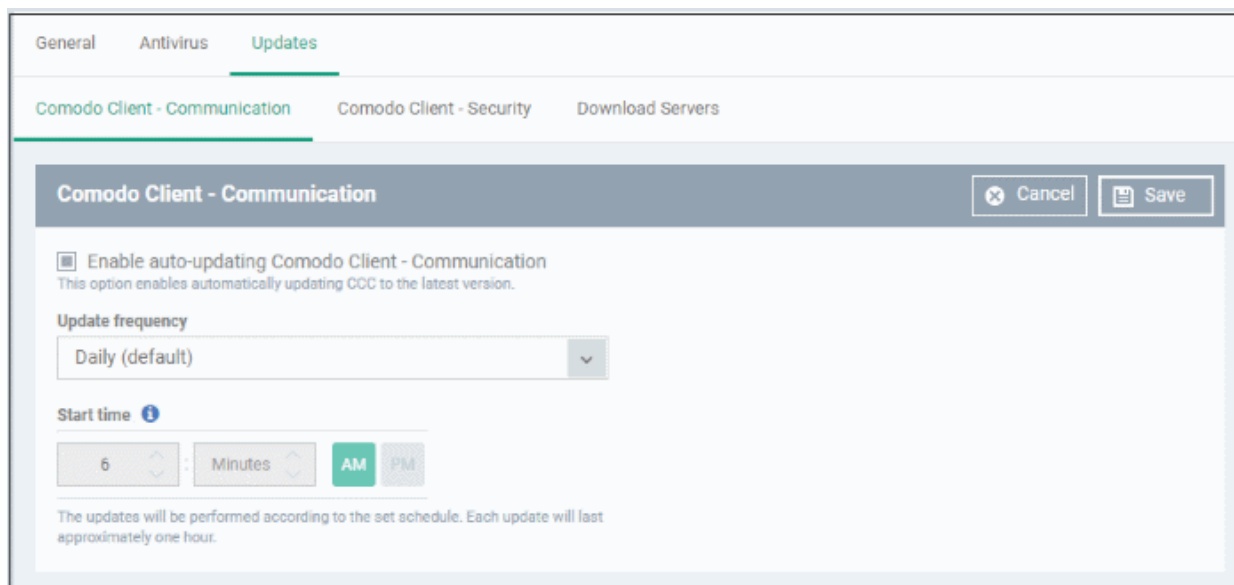 General Antivirus Updates
Comodo Client - Communication Comodo Client - Security Download Servers
Comodo Client - Communication Cancel Save
Enable auto-updating Comodo Client - Communication
This option enables automatically updating CCC to the latest version.
Update frequency
Daily (default)
Start time
6 : Minutes AM PM
The updates will be performed according to the set schedule. Each update will last
approximately one hour.